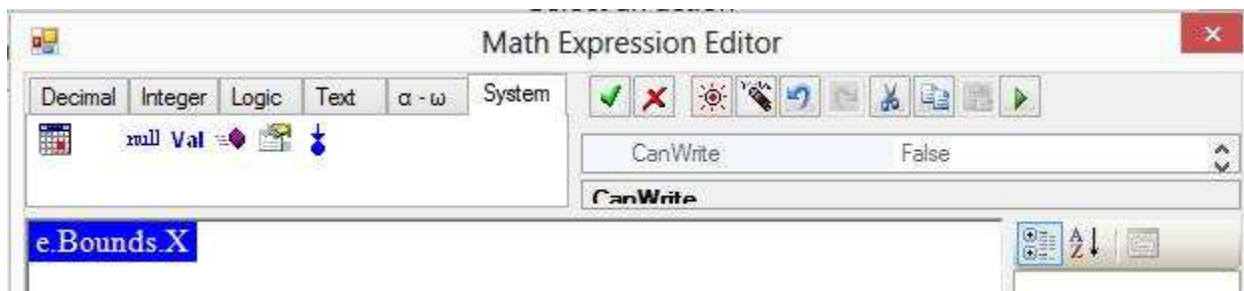 Math Expression Editor
Decimal Integer Logic Text α - ω System
null Val
CanWrite False
CanWrite
e.Bounds.X
A
Z